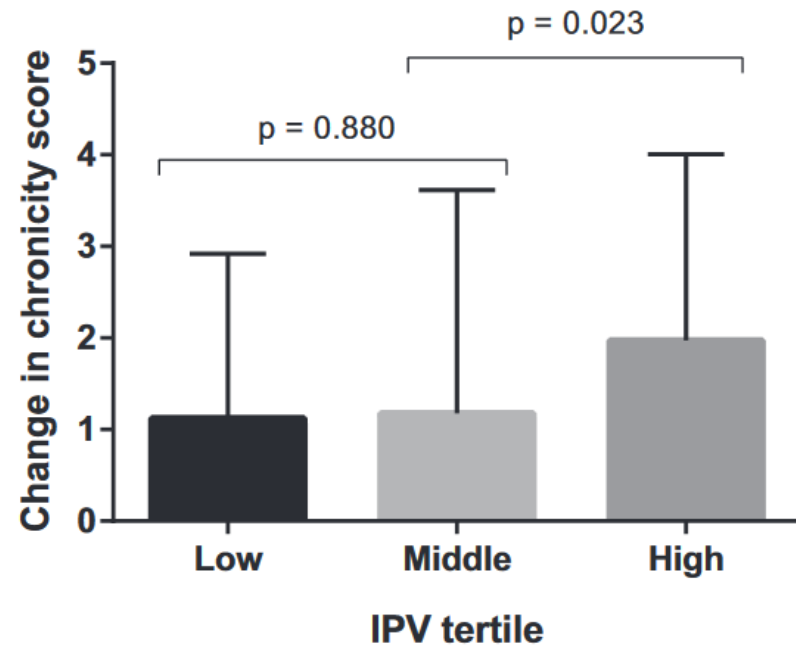 p = 0.023
p = 0.880
Change in chronicity score
5
4
3
2
1
0
Low Middle High
IPV tertile